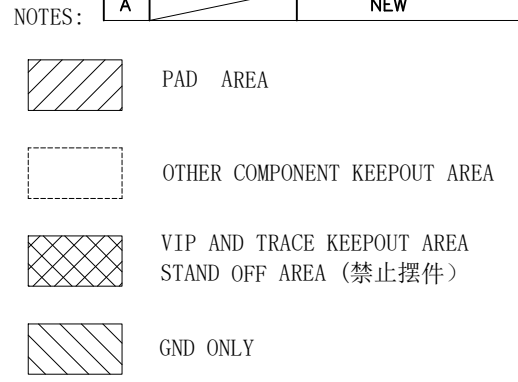 A NEW
NOTES:
PAD AREA
OTHER COMPONENT KEEPOUT AREA
VIP AND TRACE KEEPOUT AREA
STAND OFF AREA (禁止摆件）
GND ONLY